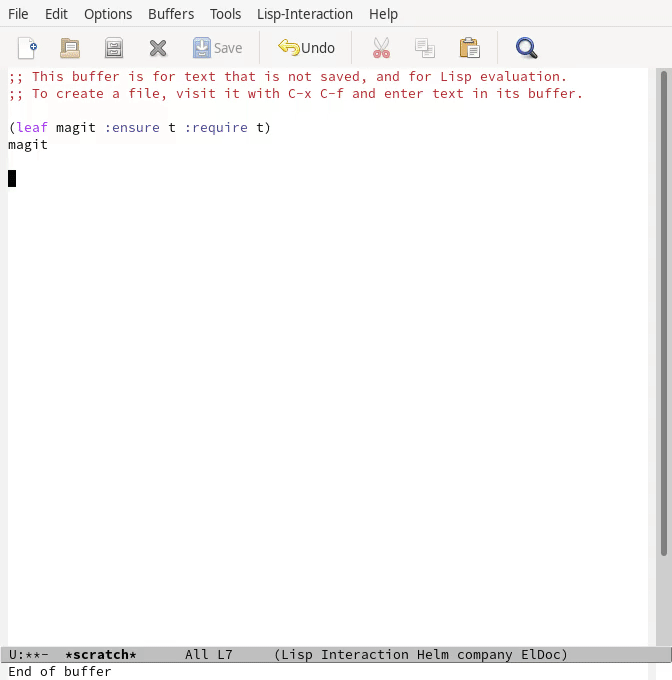 File Edit Options Buffers Tools Lisp-Interaction Help
Save Undo
;; This buffer is for text that is not saved, and for Lisp evaluation.
;; To create a file, visit it with C-x C-f and enter text in its buffer.
(leaf magit :ensure t :require t)
magit
U:**-  *scratch*      All L7     (Lisp Interaction Helm company ElDoc)
End of buffer